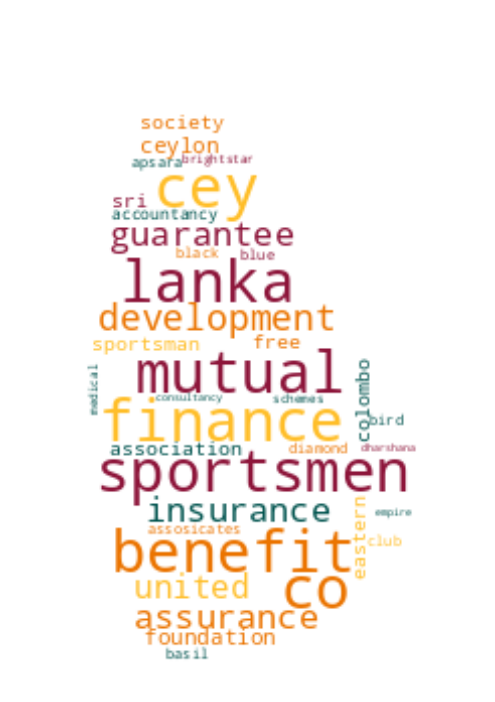 society
ceylon
apsara brightstar
cey
sri
accountancy
guarantee
black blue
lanka
development
sportsman free
mutual
medical
consultancy schemes
colombo
finance
bird
association diamond dharshana
sportsmen
insurance
empire
assosicates
eastern
club
benefit
united co
assurance
foundation
basil